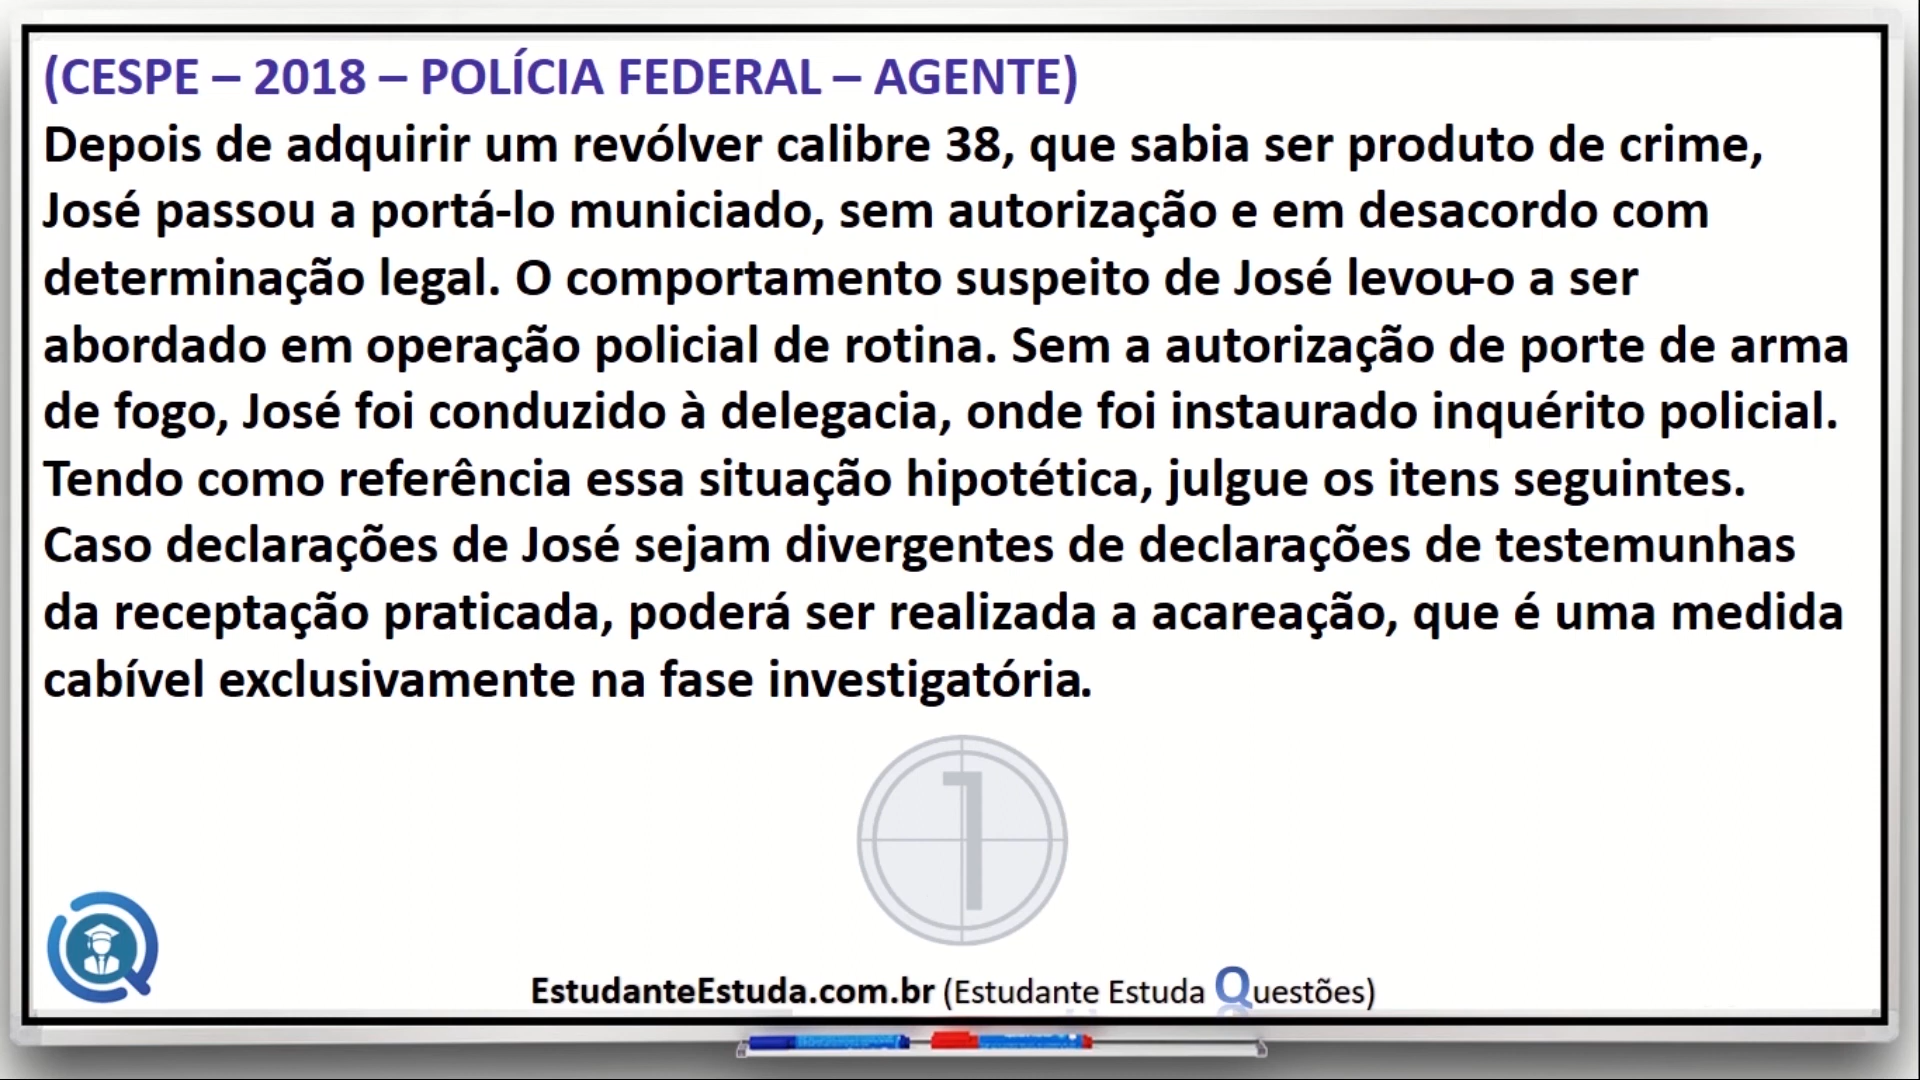 (CESPE – 2018 – POLÍCIA FEDERAL – AGENTE)
Depois de adquirir um revólver calibre 38, que sabia ser produto de crime,
José passou a portá-lo municiado, sem autorização e em desacordo com
determinação legal. O comportamento suspeito de José levou-o a ser
abordado em operação policial de rotina. Sem a autorização de porte de arma
de fogo, José foi conduzido à delegacia, onde foi instaurado inquérito policial.
Tendo como referência essa situação hipotética, julgue os itens seguintes.
Caso declarações de José sejam divergentes de declarações de testemunhas
da receptação praticada, poderá ser realizada a acareação, que é uma medida
cabível exclusivamente na fase investigatória.
1
EstudanteEstuda.com.br (Estudante Estuda Questões)